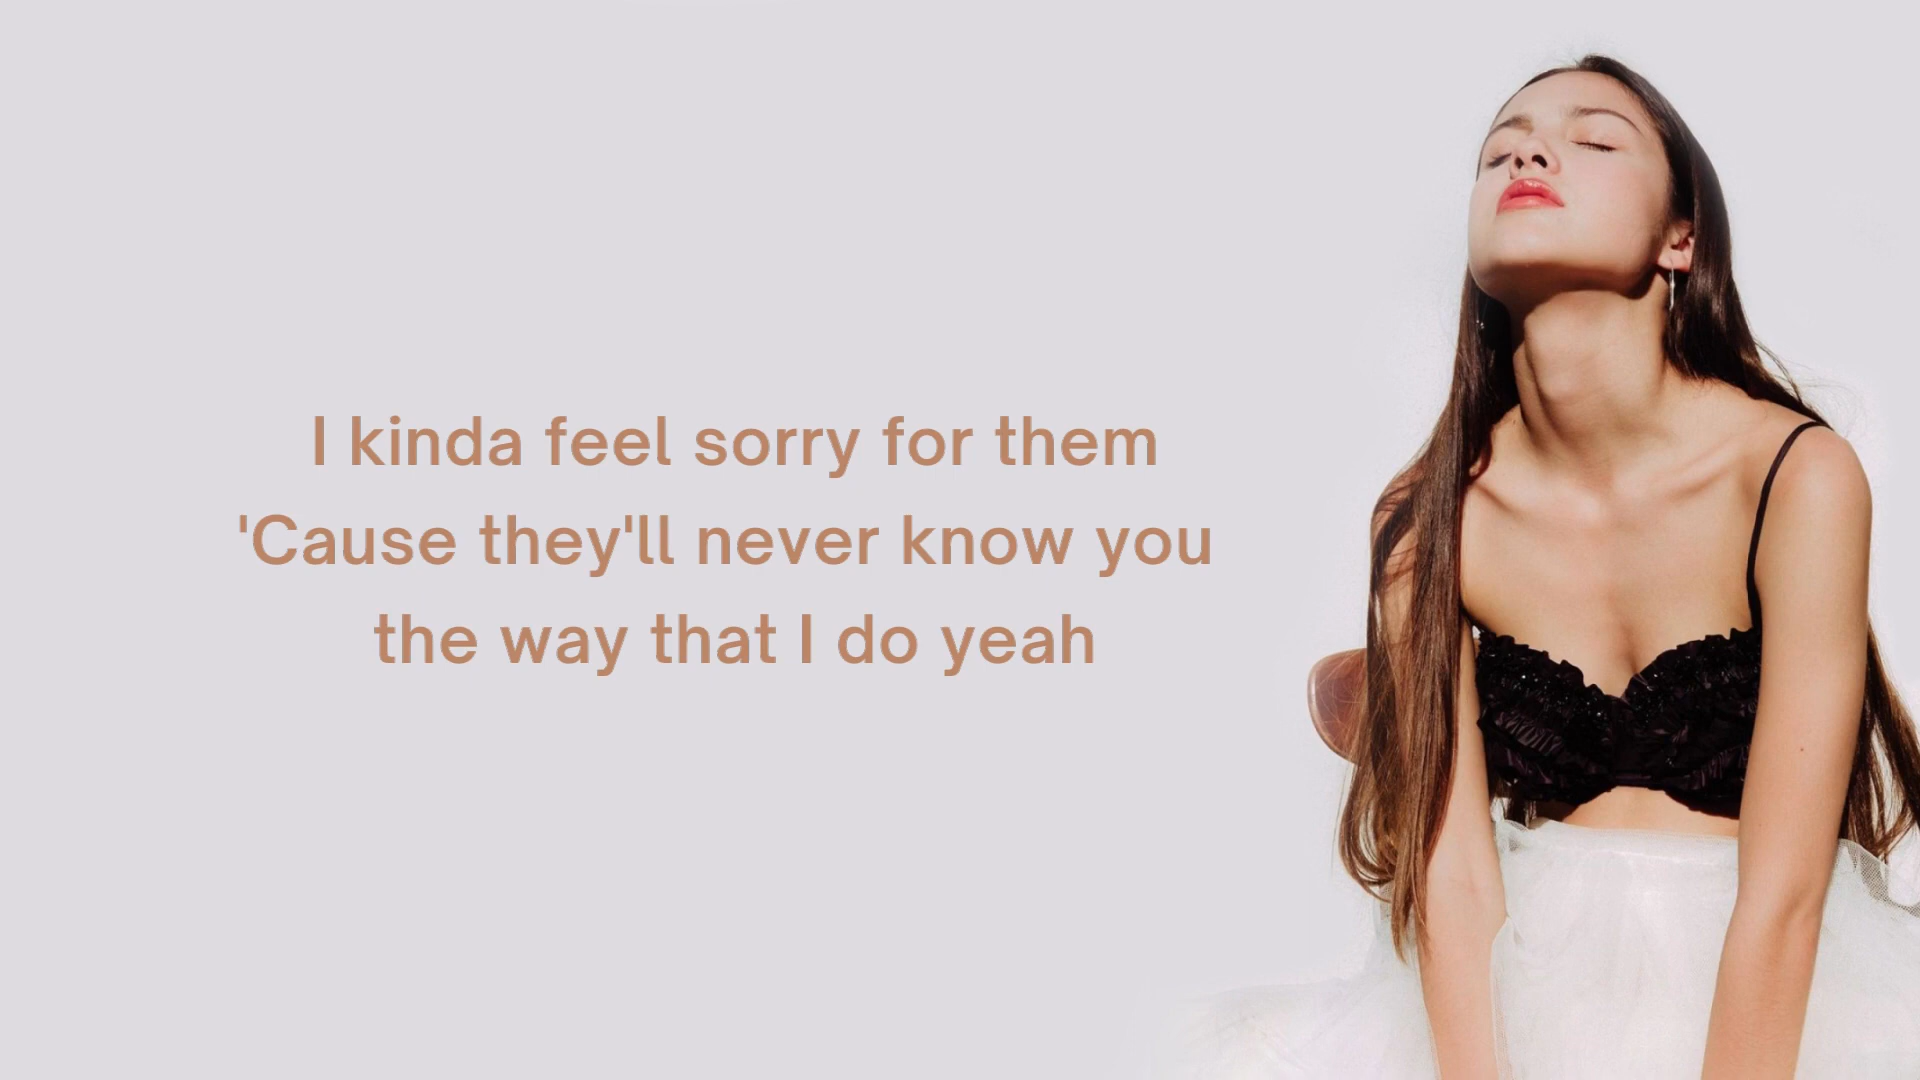 I kinda feel sorry for them
'Cause they'll never know you
the way that I do yeah